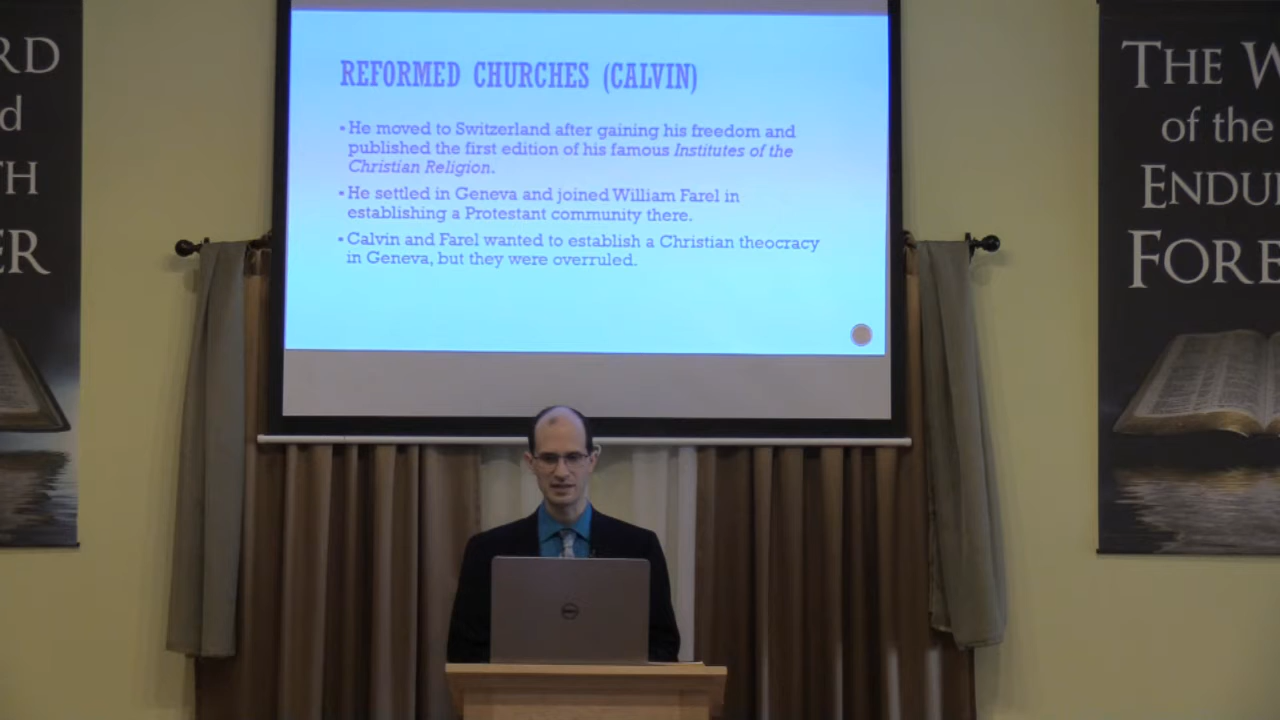 REFORMED CHURCHES (CALVIN)
▪ He moved to Switzerland after gaining his freedom and
published the first edition of his famous Institutes of the
Christian Religion.
▪ He settled in Geneva and joined William Farel in
establishing a Protestant community there.
▪ Calvin and Farel wanted to establish a Christian theocracy
in Geneva, but they were overruled.
RD
d
TH
ER
THE W
of the
ENDU
FORE
DELL